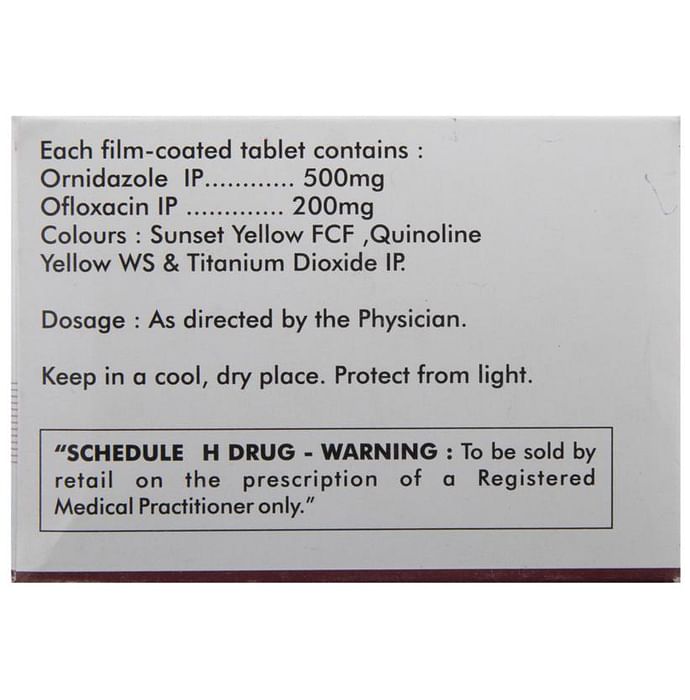 Each film-coated tablet contains :
Ornidazole IP............ 500mg
Ofloxacin IP ............. 200mg
Colours : Sunset Yellow FCF ,Quinoline
Yellow WS & Titanium Dioxide IP.
Dosage : As directed by the Physician.
Keep in a cool, dry place. Protect from light.
“SCHEDULE H DRUG - WARNING : To be sold by
retail on the prescription of a Registered
Medical Practitioner only.”